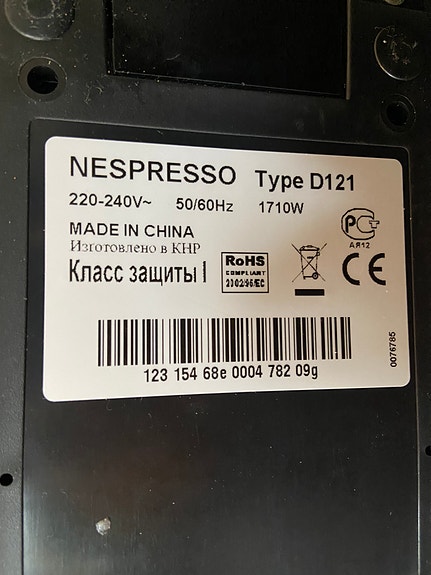 NESPRESSO Type D121
220-240V~ 50/60Hz 1710W
MADE IN CHINA
Изготовлено в КНР
Класс защиты I
RoHS
COMPLIANT
2002/95/EC
АЯ12
CE
123 154 68e 0004 782 09g
0076785